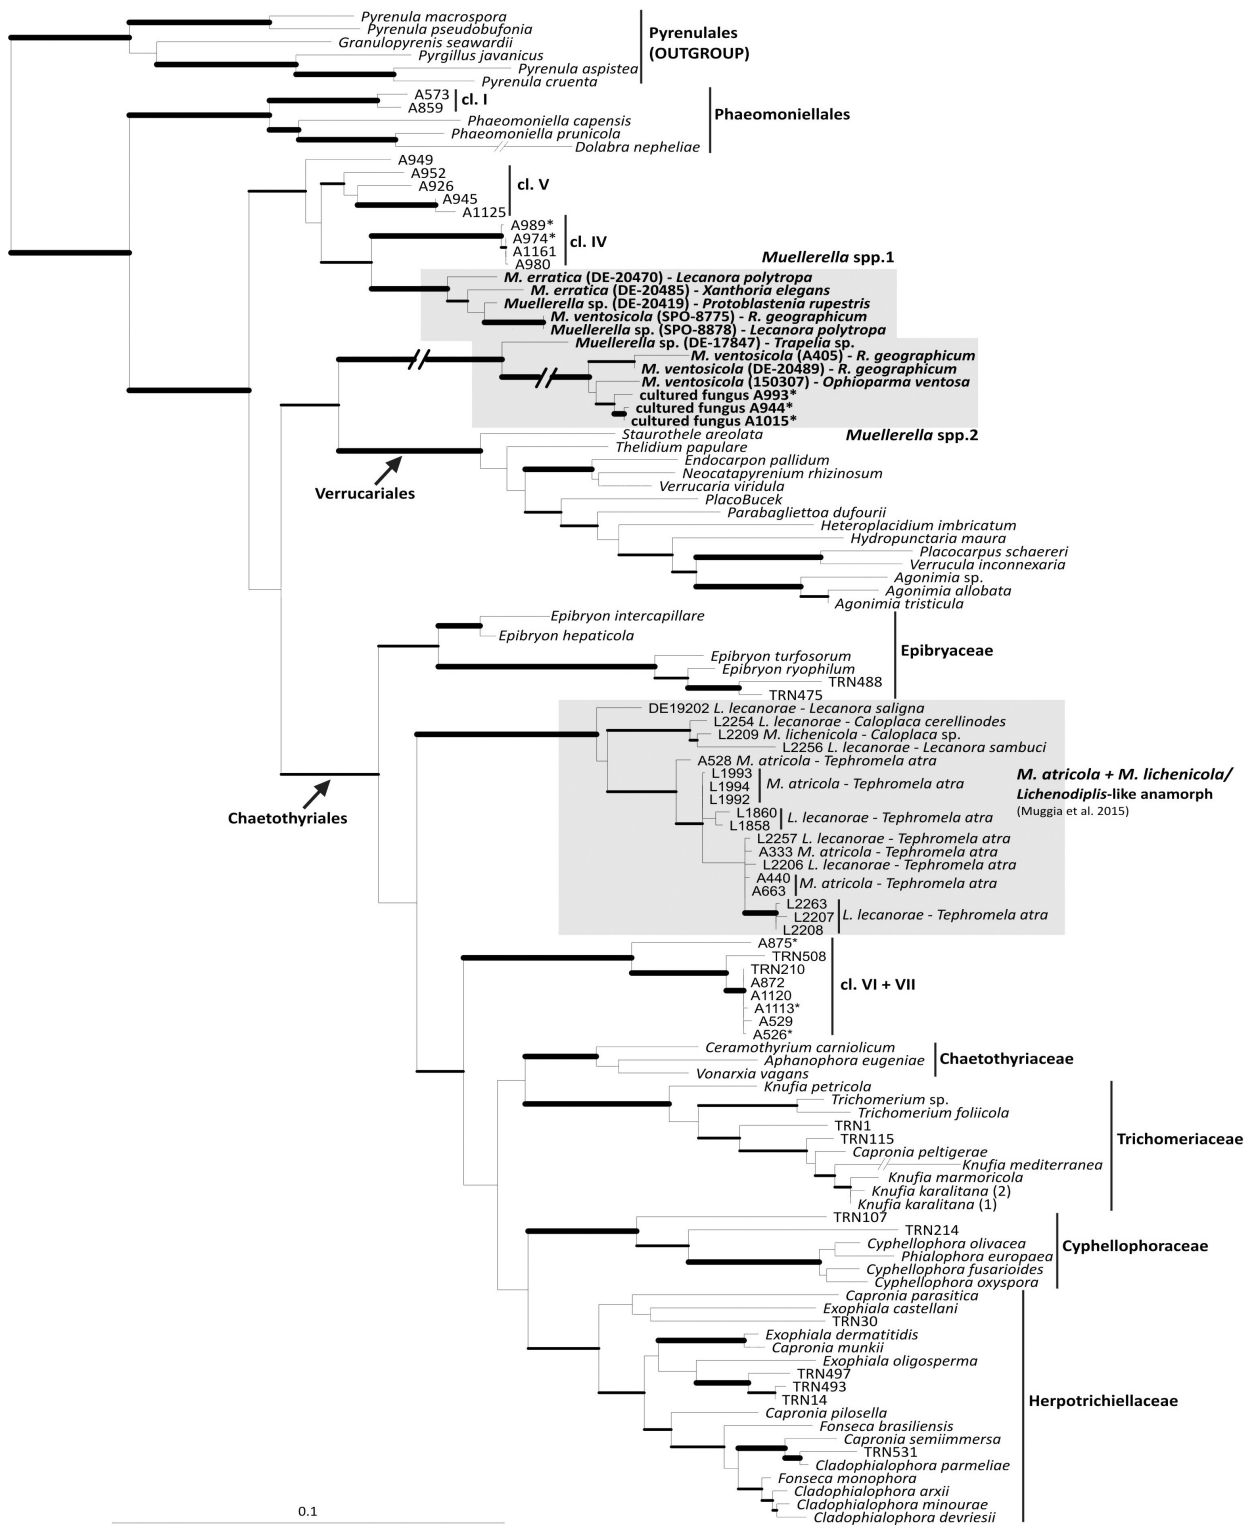 Pyrenula macrospora
Pyrenula pseudobufonia
Granulopyrenis seawardii
Pyrgillus javanicus
Pyrenula aspistea
Pyrenula cruenta
Pyrenulales
(OUTGROUP)
A573
A859
cl. I
Phaeomoniella capensis
Phaeomoniella prunicola
Dolabra nepheliae
Phaeomoniellales
A949
A952
A926
A945
A1125
cl. V
A989*
A974*
A1161
A980
cl. IV
Muellerella spp.1
M. erratica (DE-20470) - Lecanora polytropa
M. erratica (DE-20485) - Xanthoria elegans
Muellerella sp. (DE-20419) - Protoblastenia rupestris
M. ventosicola (SPO-8775) - R. geographicum
Muellerella sp. (SPO-8878) - Lecanora polytropa
Muellerella sp. (DE-17847) - Trapelia sp.
M. ventosicola (A405) - R. geographicum
M. ventosicola (DE-20489) - R. geographicum
M. ventosicola (150307) - Ophioparma ventosa
cultured fungus A993*
cultured fungus A944*
cultured fungus A1015*
Muellerella spp.2
Staurothele areolata
Thelidium papulare
Endocarpon pallidum
Neocatapyrenium rhizinosum
Verrucaria viridula
PlacoBucek
Parabagliettoa dufourii
Heteroplacidium imbricatum
Hydropunctaria maura
Placocarpus schaereri
Verrucula inconnexaria
Agonimia sp.
Agonimia allobata
Agonimia tristicula
Verrucariales
Epibryon intercapillare
Epibryon hepaticola
Epibryon turfosorum
Epibryon ryophilum
TRN488
TRN475
Epibryaceae
DE19202 L. lecanorae - Lecanora saligna
L2254 L. lecanorae - Caloplaca cerellinodes
L2209 M. lichenicola - Caloplaca sp.
L2256 L. lecanorae - Lecanora sambuci
A528 M. atricola - Tephromela atra
L1993
L1994
L1992
M. atricola - Tephromela atra
L1860
L1858
L. lecanorae - Tephromela atra
L2257 L. lecanorae - Tephromela atra
A333 M. atricola - Tephromela atra
L2206 L. lecanorae - Tephromela atra
A440
A663
M. atricola - Tephromela atra
L2263
L2207
L2208
L. lecanorae - Tephromela atra
M. atricola + M. lichenicola/
Lichenodiplis-like anamorph
(Muggia et al. 2015)
Chaetothyriales
A875*
TRN508
TRN210
A872
A1120
A1113*
A529
A526*
cl. VI + VII
Ceramothyrium carniolicum
Aphanophora eugeniae
Vonarxia vagans
Chaetothyriaceae
Knufia petricola
Trichomerium sp.
Trichomerium foliicola
TRN1
TRN115
Capronia peltigerae
Knufia mediterranea
Knufia marmoricola
Knufia karalitana (2)
Knufia karalitana (1)
Trichomeriaceae
TRN107
TRN214
Cyphellophora olivacea
Phialophora europaea
Cyphellophora fusarioides
Cyphellophora oxyspora
Cyphellophoraceae
Capronia parasitica
Exophiala castellani
TRN30
Exophiala dermatitidis
Capronia munkii
Exophiala oligosperma
TRN497
TRN493
TRN14
Capronia pilosella
Fonseca brasiliensis
Capronia semiimmersa
TRN531
Cladophialophora parmeliae
Fonseca monophora
Cladophialophora arxii
Cladophialophora minourae
Cladophialophora devriesii
Herpotrichiellaceae
0.1